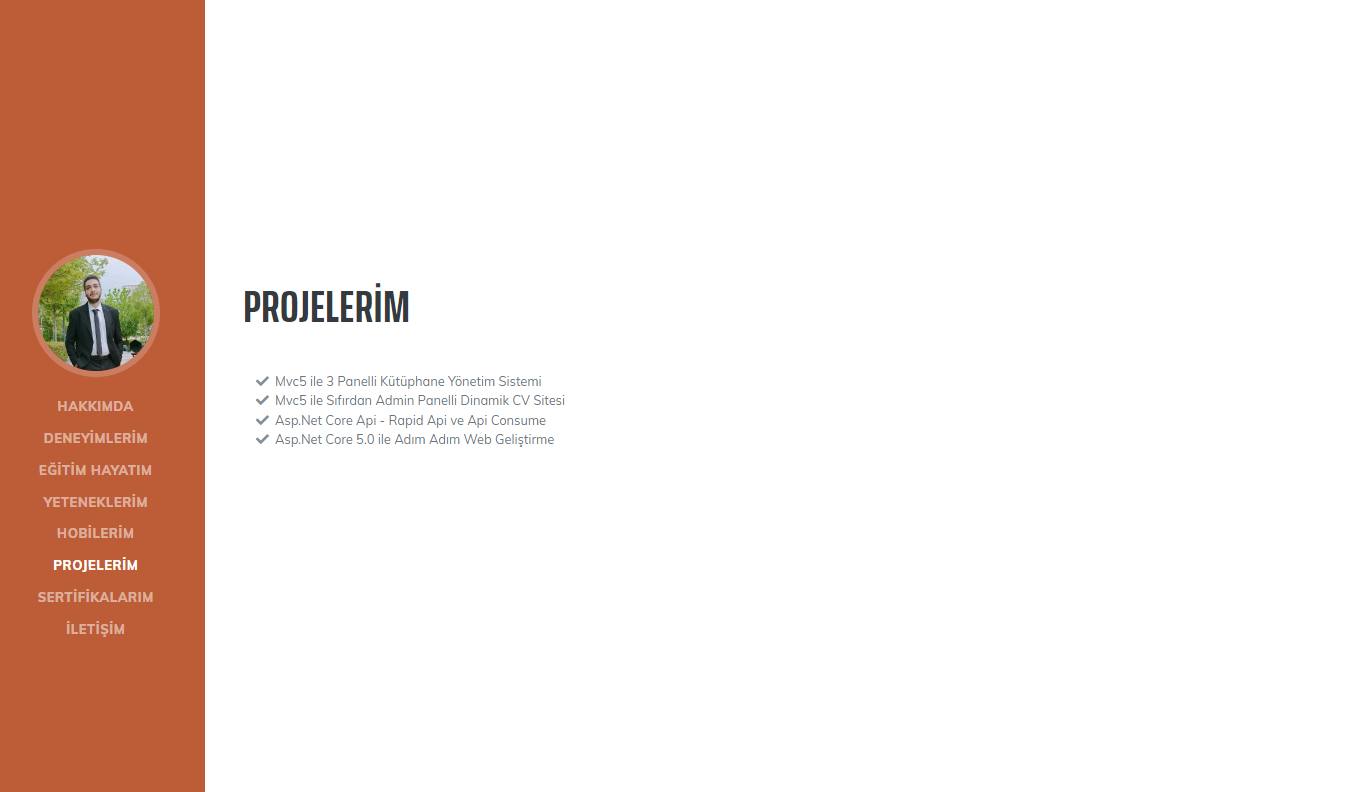 HAKKIMDA
DENEYİMLERİM
EĞİTİM HAYATIM
YETENEKLERİM
HOBİLERİM
PROJELERİM
SERTİFİKALARIM
İLETİŞİM
PROJELERİM
Mvc5 ile 3 Panelli Kütüphane Yönetim Sistemi
Mvc5 ile Sıfırdan Admin Panelli Dinamik CV Sitesi
Asp.Net Core Api - Rapid Api ve Api Consume
Asp.Net Core 5.0 ile Adım Adım Web Geliştirme